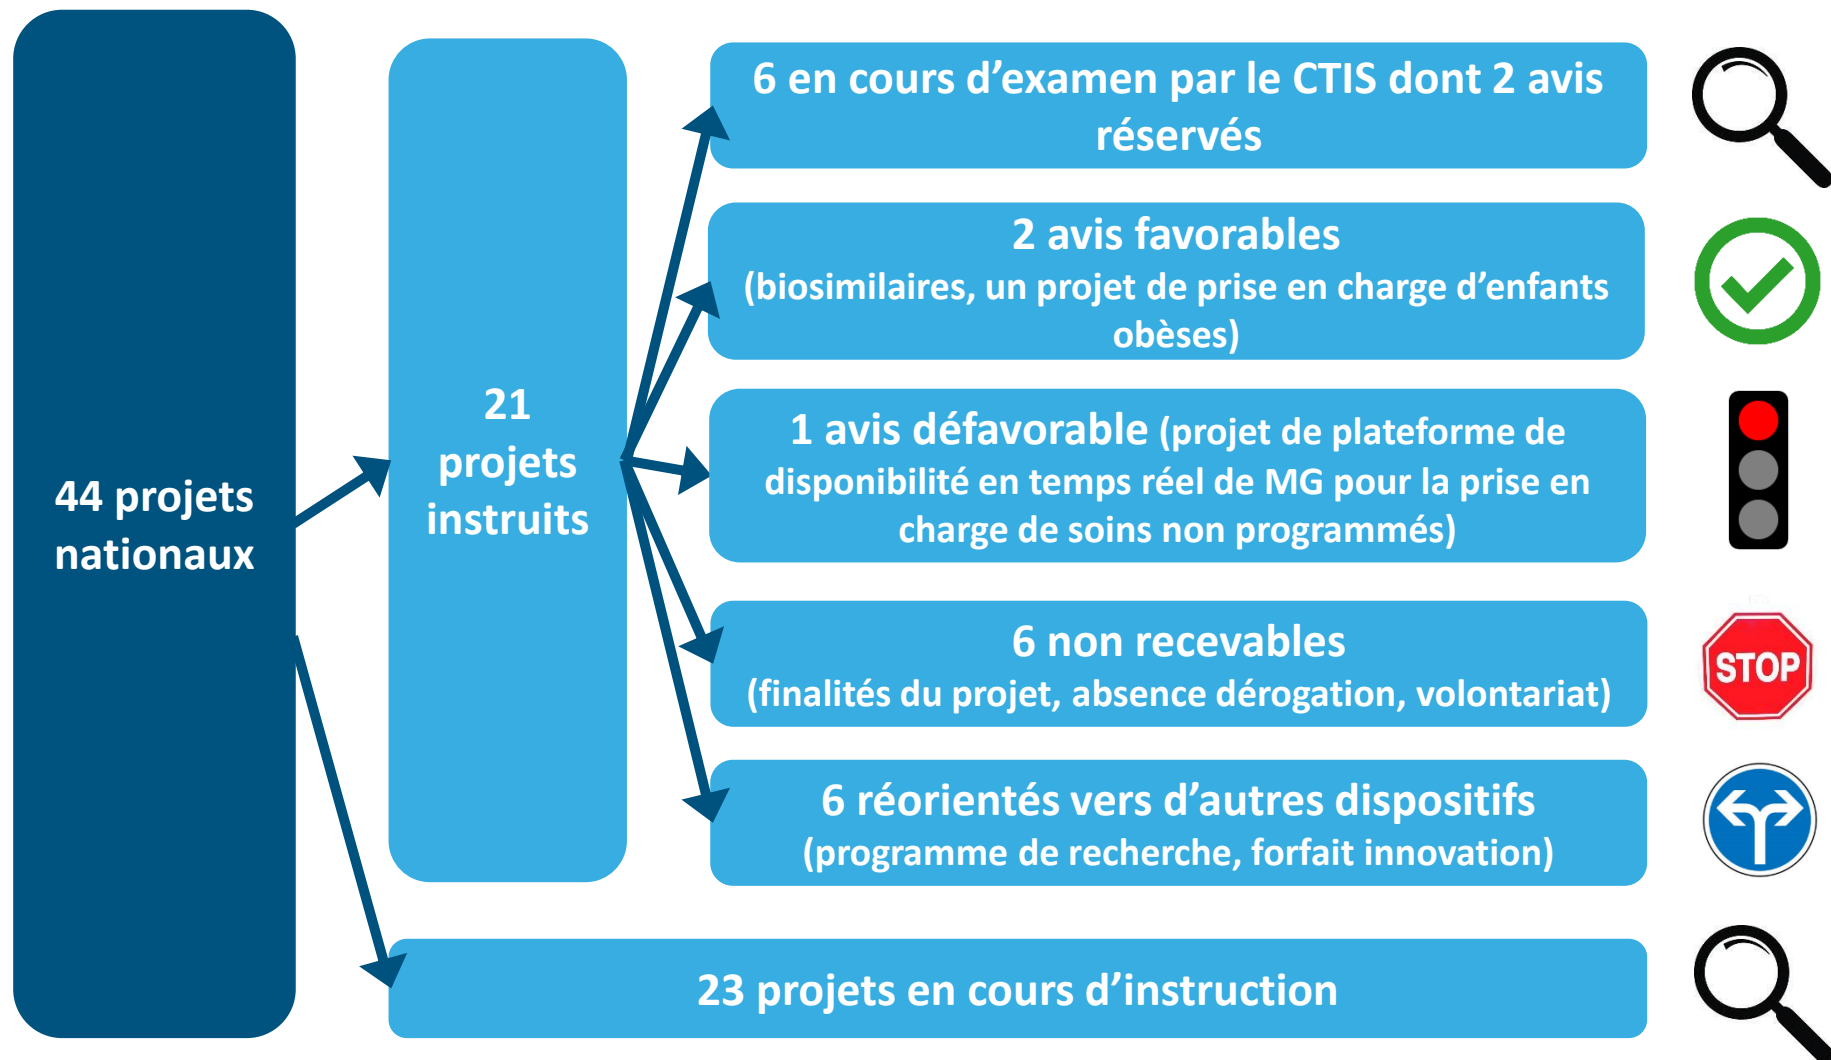 44 projets
nationaux
21
projets
instruits
6 en cours d’examen par le CTIS dont 2 avis
réservés
2 avis favorables
(biosimilaires, un projet de prise en charge d’enfants
obèses)
1 avis défavorable (projet de plateforme de
disponibilité en temps réel de MG pour la prise en
charge de soins non programmés)
6 non recevables
(finalités du projet, absence dérogation, volontariat)
STOP
6 réorientés vers d’autres dispositifs
(programme de recherche, forfait innovation)
23 projets en cours d’instruction